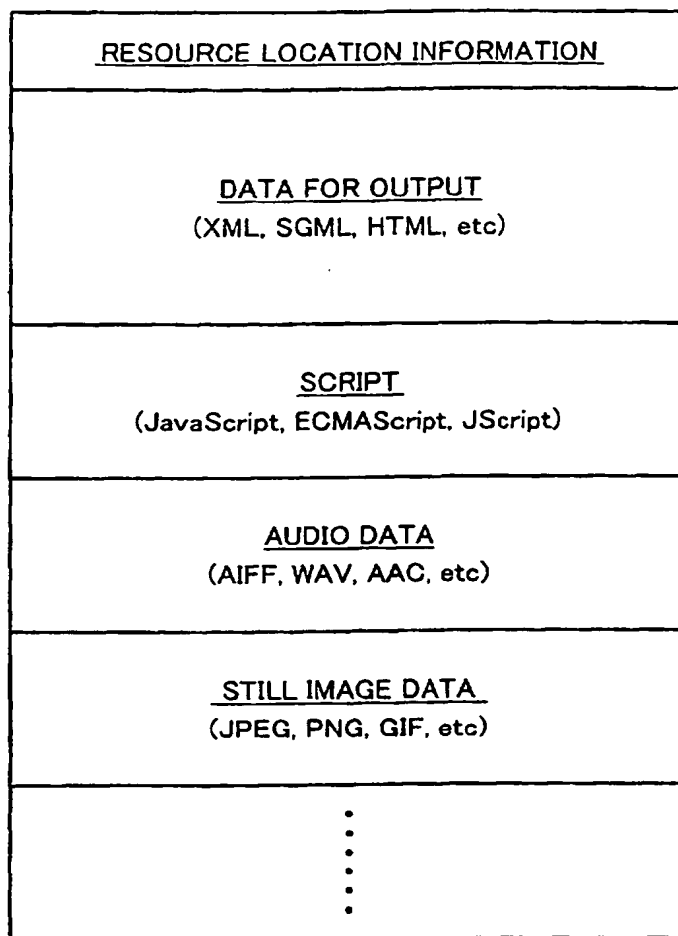 RESOURCE LOCATION INFORMATION
DATA FOR OUTPUT
(XML, SGML, HTML, etc)
SCRIPT
(JavaScript, ECMAScript, JScript)
AUDIO DATA
(AIFF, WAV, AAC, etc)
STILL IMAGE DATA
(JPEG, PNG, GIF, etc)